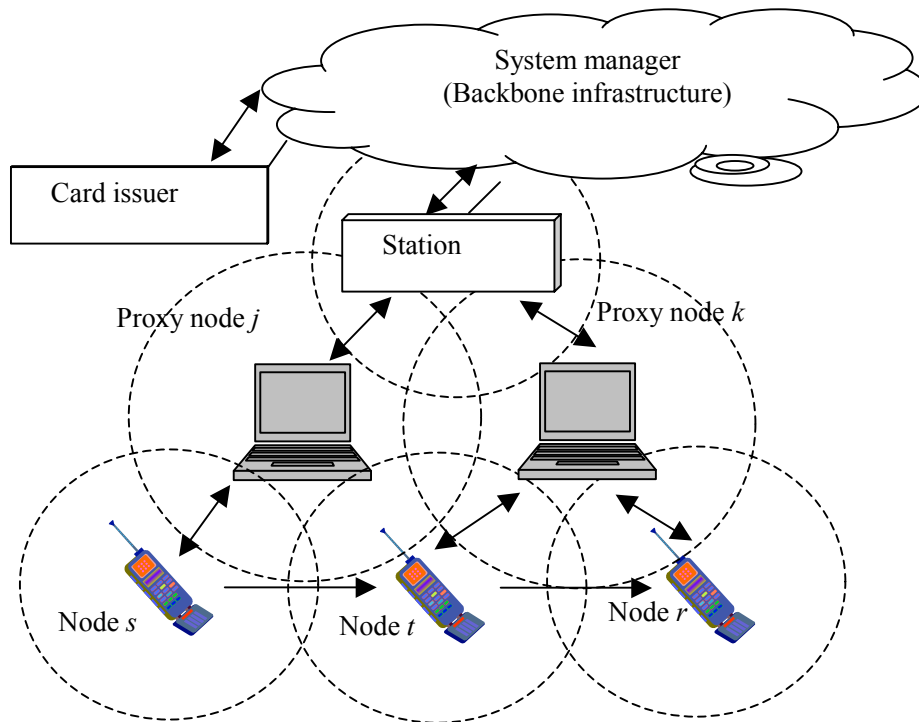 System manager
(Backbone infrastructure)
Card issuer
Station
Proxy node j
Proxy node k
Node s
Node t
Node r